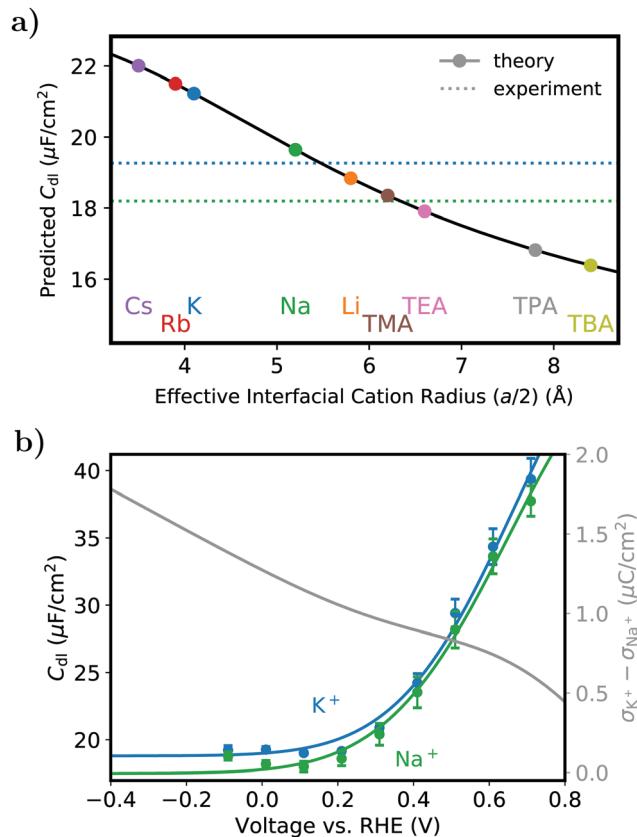 a)
Predicted C_dl (μF/cm²)
22
20
18
16
theory
experiment
Cs
Rb
K
Na
Li
TMA
TEA
TPA
TBA
4
5
6
7
8
Effective Interfacial Cation Radius (a/2) (Å)
b)
C_dl (μF/cm²)
40
35
30
25
20
K⁺
Na⁺
2.0
1.5
1.0
0.5
0.0
σ_K⁺ − σ_Na⁺ (μC/cm²)
−0.4
−0.2
0.0
0.2
0.4
0.6
0.8
Voltage vs. RHE (V)